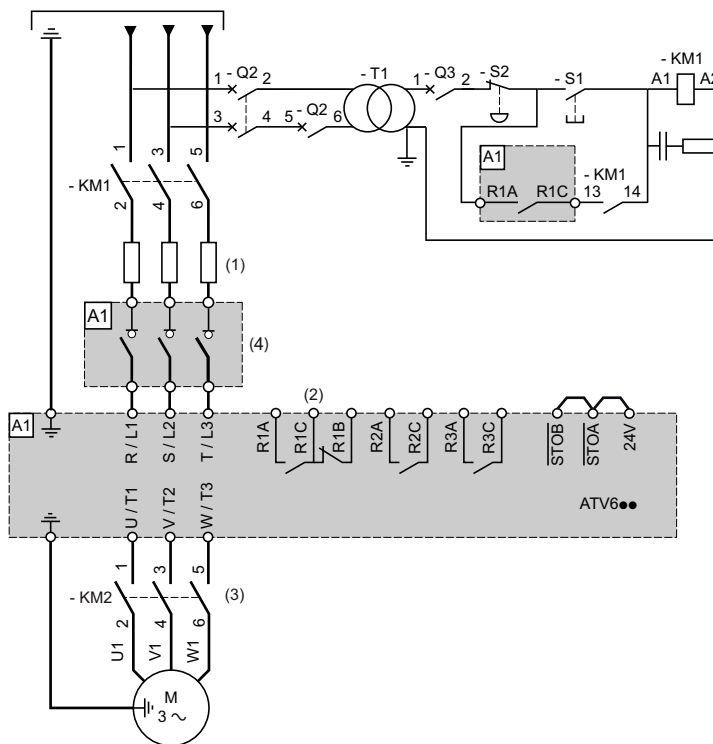 - Q2
1
2
- T1
1
- Q3
2
- S2
- S1
- KM1
A1
A2
3
4
5
- Q2
6
1
3
5
- KM1
2
4
6
A1
R1A
R1C
- KM1
13
14
(1)
A1
(4)
(2)
A1
R / L1
S / L2
T / L3
R1A
R1C
R1B
R2A
R2C
R3A
R3C
STOB
STOA
24V
U / T1
V / T2
W / T3
ATV6●●
1
3
5
- KM2
(3)
2
4
6
U1
V1
W1
M
3 ~